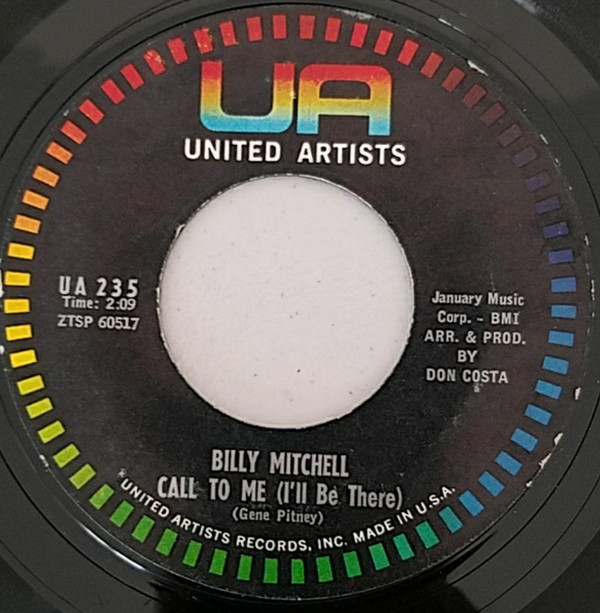 UA
UNITED ARTISTS
UA 235
Time: 2:09
ZTSP 60517
January Music
Corp. - BMI
ARR. & PROD.
BY
DON COSTA
BILLY MITCHELL
CALL TO ME (I'll Be There)
(Gene Pitney)
UNITED ARTISTS RECORDS, INC. MADE IN U.S.A.